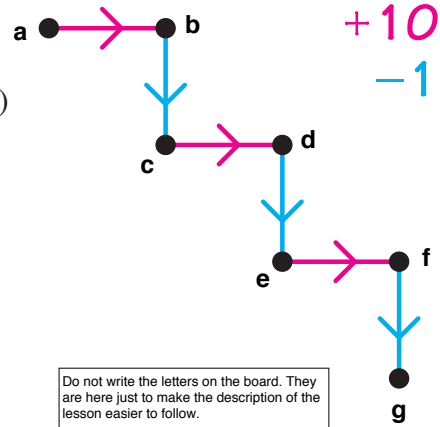 a
b
+10
-1
)
c
d
e
f
Do not write the letters on the board. They
are here just to make the description of the
lesson easier to follow.
g